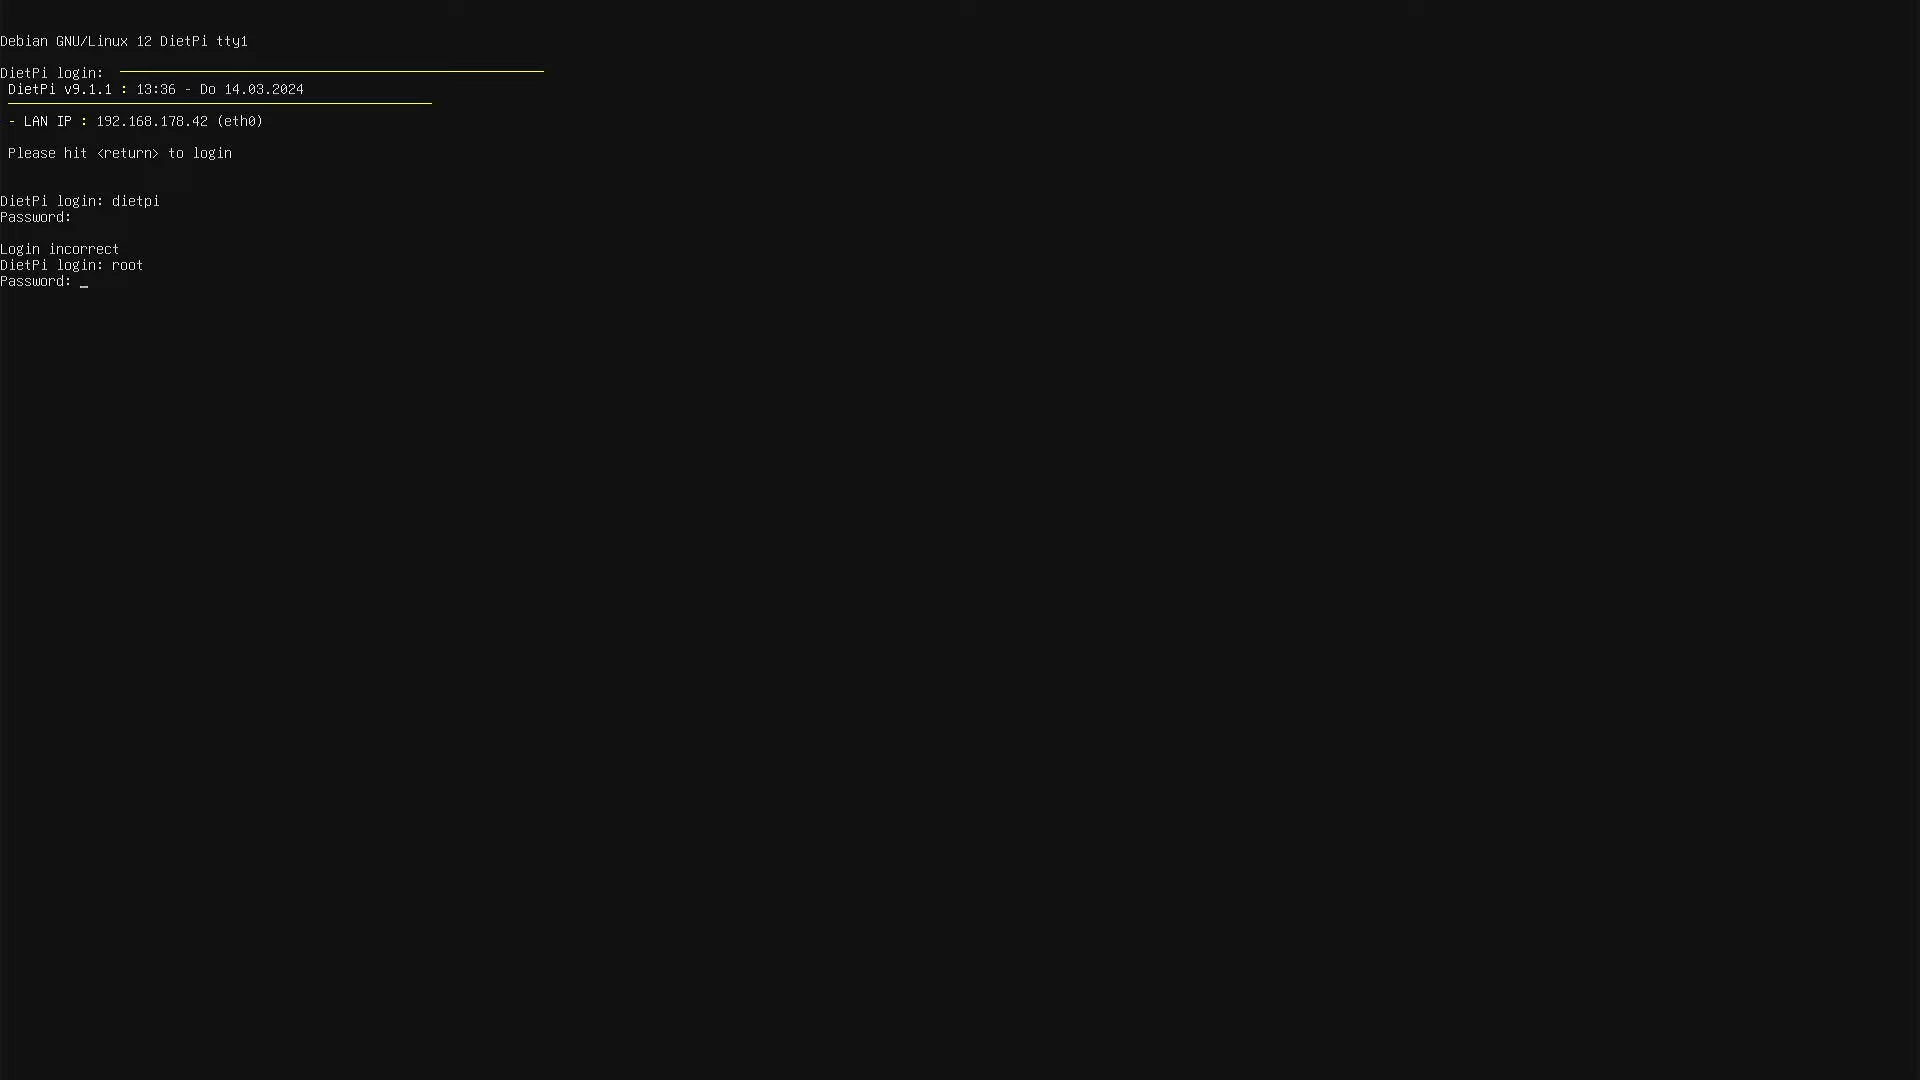 Debian GNU/Linux 12 DietPi tty1
DietPi login:
DietPi v9.1.1 : 13:36 - Do 14.03.2024
- LAN IP : 192.168.178.42 (eth0)
Please hit <return> to login
DietPi login: dietpi
Password:
Login incorrect
DietPi login: root
Password: _